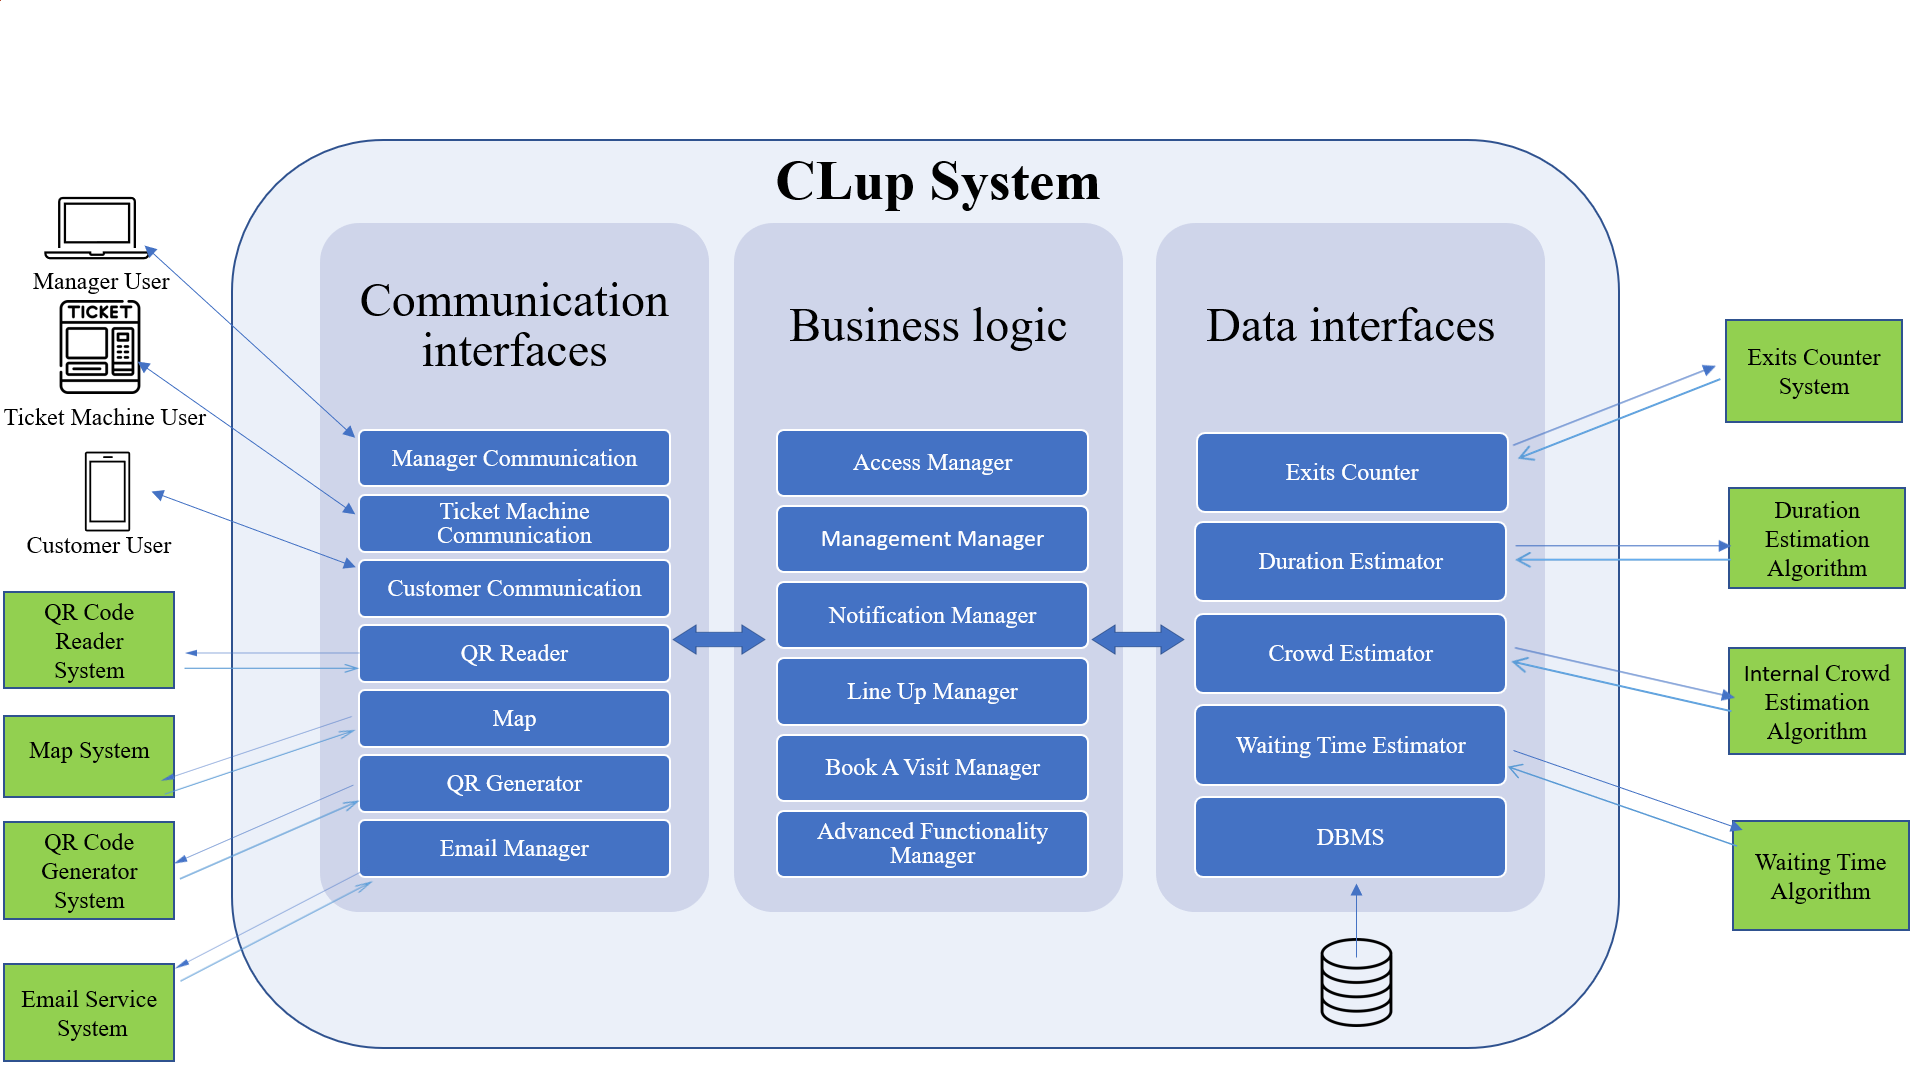 CLup System
Manager User
TICKET
Ticket Machine User
Customer User
QR Code
Reader
System
Map System
QR Code
Generator
System
Email Service
System
Communication
interfaces
Manager Communication
Ticket Machine
Communication
Customer Communication
QR Reader
Map
QR Generator
Email Manager
Business logic
Access Manager
Management Manager
Notification Manager
Line Up Manager
Book A Visit Manager
Advanced Functionality
Manager
Data interfaces
Exits Counter
Duration Estimator
Crowd Estimator
Waiting Time Estimator
DBMS
Exits Counter
System
Duration
Estimation
Algorithm
Internal Crowd
Estimation
Algorithm
Waiting Time
Algorithm